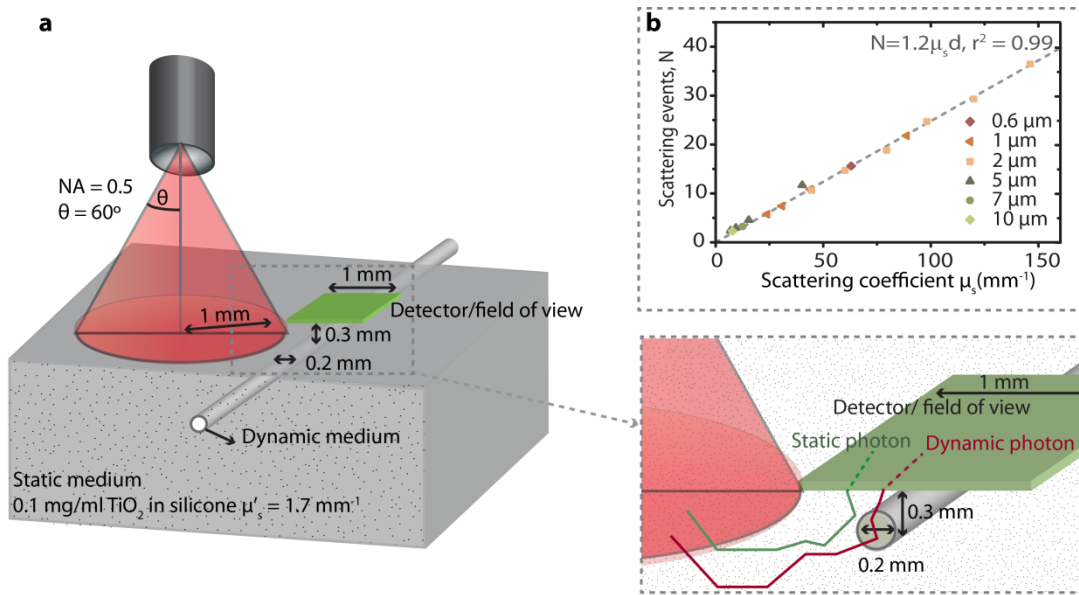 a
NA = 0.5
θ = 60º
θ
1 mm
1 mm
Detector/field of view
0.3 mm
0.2 mm
Dynamic medium
Static medium
0.1 mg/ml TiO₂ in silicone μ's = 1.7 mm⁻¹
b
N=1.2μₛd, r² = 0.99
Scattering events, N
40
30
20
10
0
0
50
100
150
Scattering coefficient μₛ(mm⁻¹)
0.6 μm
1 μm
2 μm
5 μm
7 μm
10 μm
1 mm
Detector/ field of view
Static photon
Dynamic photon
0.3 mm
0.2 mm